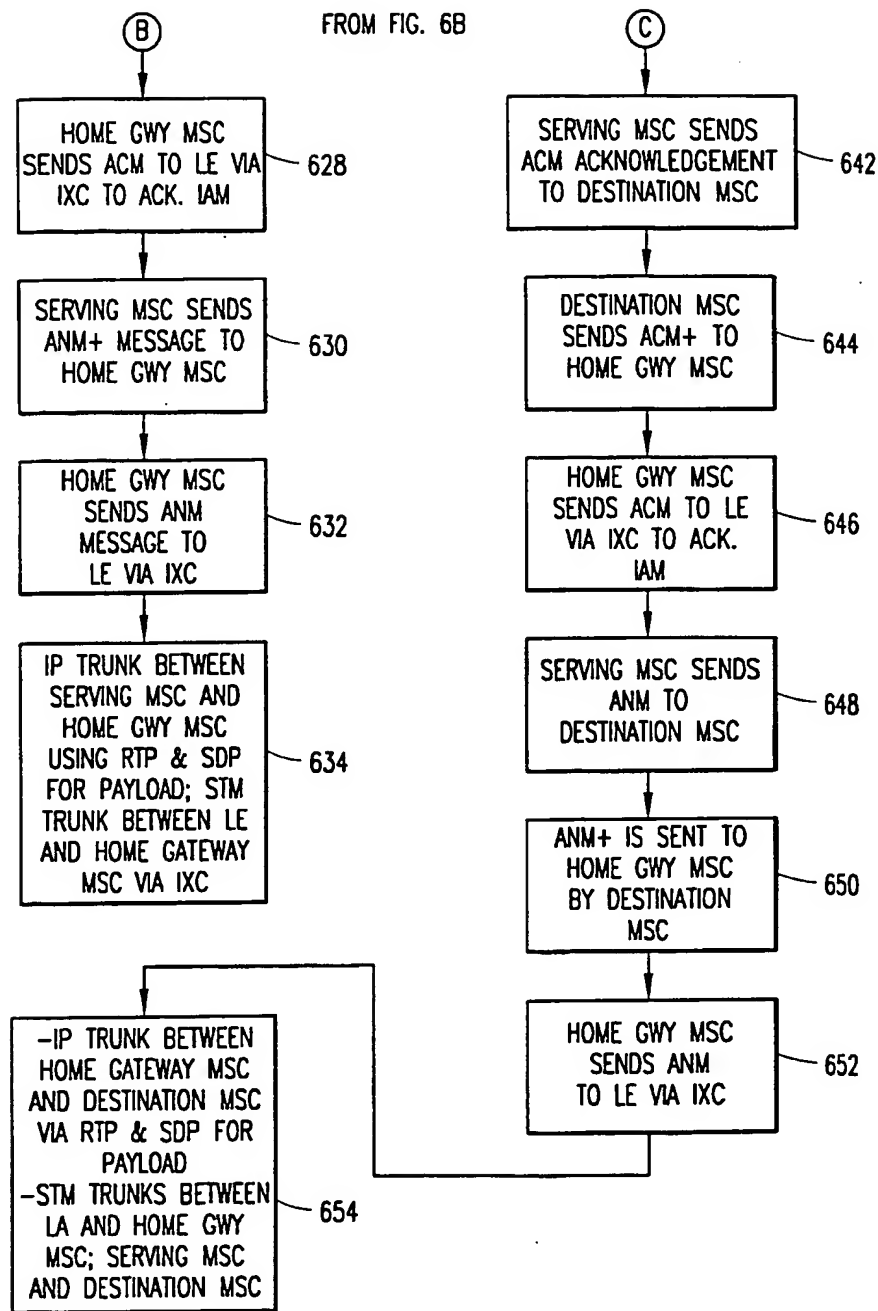 FROM FIG. 6B
B
HOME GWY MSC
SENDS ACM TO LE VIA
IXC TO ACK. IAM
628
SERVING MSC SENDS
ANM+ MESSAGE TO
HOME GWY MSC
630
HOME GWY MSC
SENDS ANM
MESSAGE TO
LE VIA IXC
632
IP TRUNK BETWEEN
SERVING MSC AND
HOME GWY MSC
USING RTP & SDP
FOR PAYLOAD; STM
TRUNK BETWEEN LE
AND HOME GATEWAY
MSC VIA IXC
634
C
SERVING MSC SENDS
ACM ACKNOWLEDGEMENT
TO DESTINATION MSC
642
DESTINATION MSC
SENDS ACM+ TO
HOME GWY MSC
644
HOME GWY MSC
SENDS ACM TO LE
VIA IXC TO ACK.
IAM
646
SERVING MSC SENDS
ANM TO
DESTINATION MSC
648
ANM+ IS SENT TO
HOME GWY MSC
BY DESTINATION
MSC
650
HOME GWY MSC
SENDS ANM
TO LE VIA IXC
652
-IP TRUNK BETWEEN
HOME GATEWAY MSC
AND DESTINATION MSC
VIA RTP & SDP FOR
PAYLOAD
-STM TRUNKS BETWEEN
LA AND HOME GWY
MSC; SERVING MSC
AND DESTINATION MSC
654